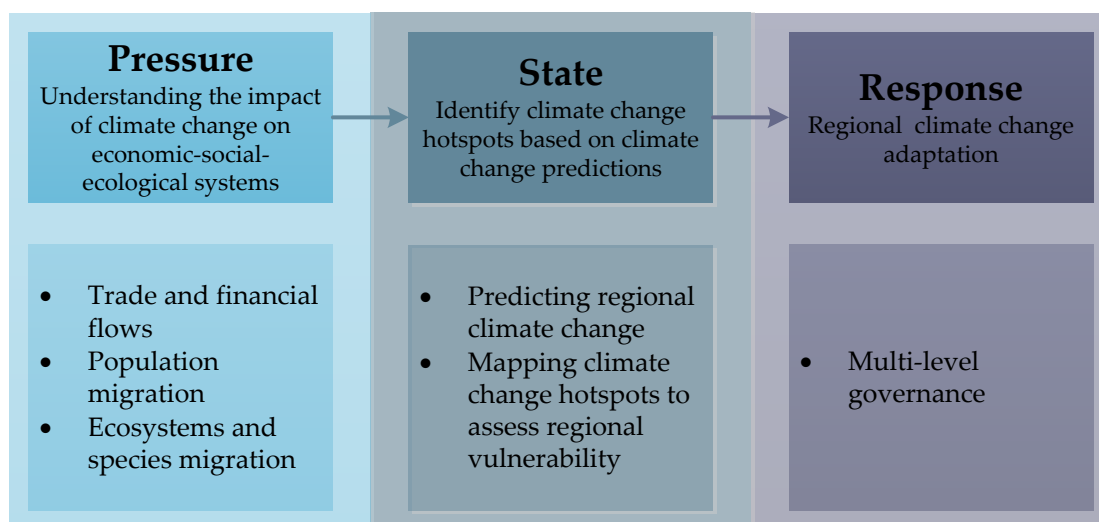 Pressure
Understanding the impact
of climate change on
economic-social-
ecological systems
State
Identify climate change
hotspots based on climate
change predictions
Response
Regional climate change
adaptation
• Trade and financial
flows
• Population
migration
• Ecosystems and
species migration
• Predicting regional
climate change
• Mapping climate
change hotspots to
assess regional
vulnerability
• Multi-level
governance